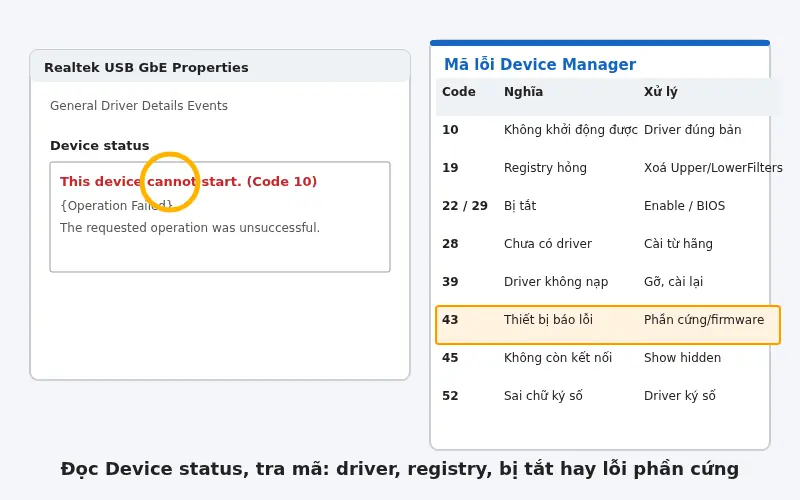 Realtek USB GbE Properties
General Driver Details Events
Device status
This device cannot start. (Code 10)
{Operation Failed}
The requested operation was unsuccessful.
Mã lỗi Device Manager
Code Nghĩa Xử lý
10 Không khởi động được Driver đúng bản
19 Registry hỏng Xoá Upper/LowerFilters
22 / 29 Bị tắt Enable / BIOS
28 Chưa có driver Cài từ hãng
39 Driver không nạp Gỡ, cài lại
43 Thiết bị báo lỗi Phần cứng/firmware
45 Không còn kết nối Show hidden
52 Sai chữ ký số Driver ký số
Đọc Device status, tra mã: driver, registry, bị tắt hay lỗi phần cứng